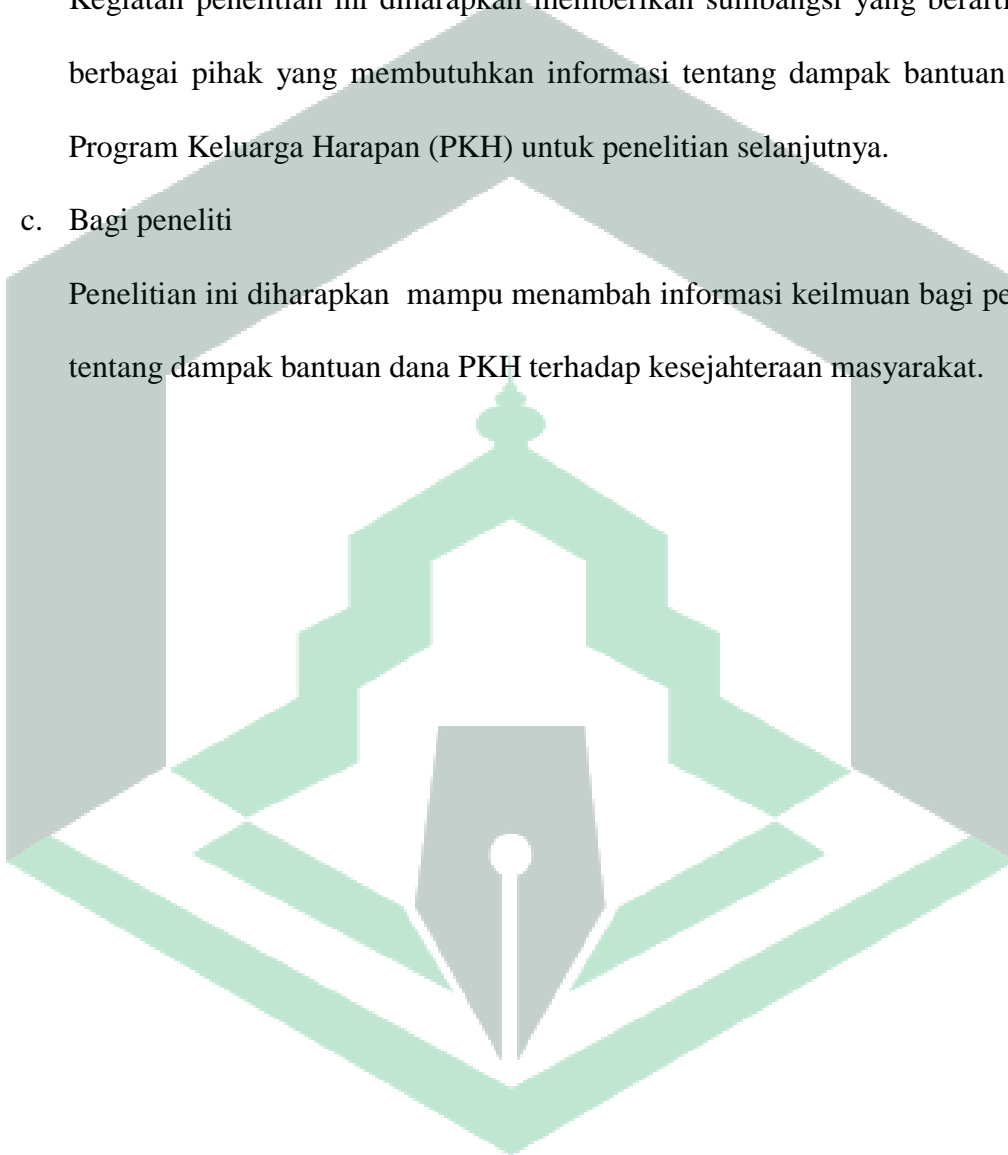 Kegiatan penelitian ini diharapkan memberikan sumbangsi yang berarti
berbagai pihak yang membutuhkan informasi tentang dampak bantuan
Program Keluarga Harapan (PKH) untuk penelitian selanjutnya.
c. Bagi peneliti
Penelitian ini diharapkan mampu menambah informasi keilmuan bagi
tentang dampak bantuan dana PKH terhadap kesejahteraan masyarakat.